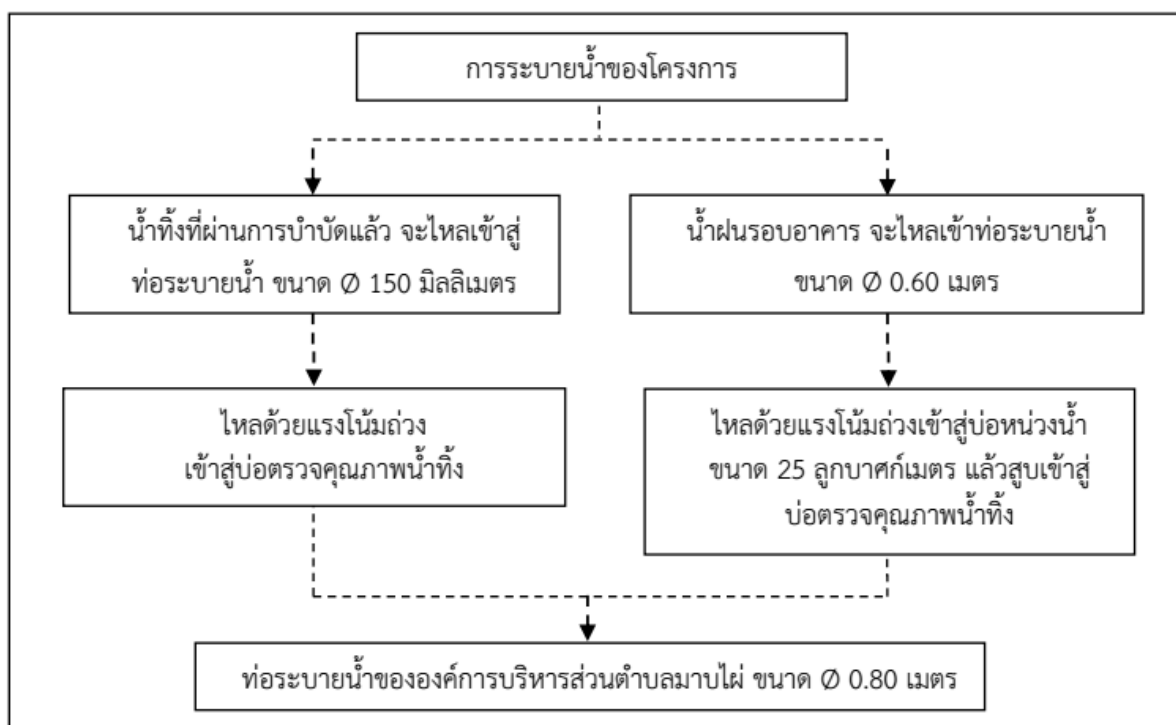 การระบายน้ำของโครงการ
น้ำทิ้งที่ผ่านการบำบัดแล้ว จะไหลเข้าสู่
ท่อระบายน้ำ ขนาด Ø 150 มิลลิเมตร
น้ำฝนรอบอาคาร จะไหลเข้าท่อระบายน้ำ
ขนาด Ø 0.60 เมตร
ไหลด้วยแรงโน้มถ่วง
เข้าสู่บ่อตรวจคุณภาพน้ำทิ้ง
ไหลด้วยแรงโน้มถ่วงเข้าสู่บ่อหน่วงน้ำ
ขนาด 25 ลูกบาศก์เมตร แล้วสูบเข้าสู่
บ่อตรวจคุณภาพน้ำทิ้ง
ท่อระบายน้ำขององค์การบริหารส่วนตำบลมาบไผ่ ขนาด Ø 0.80 เมตร